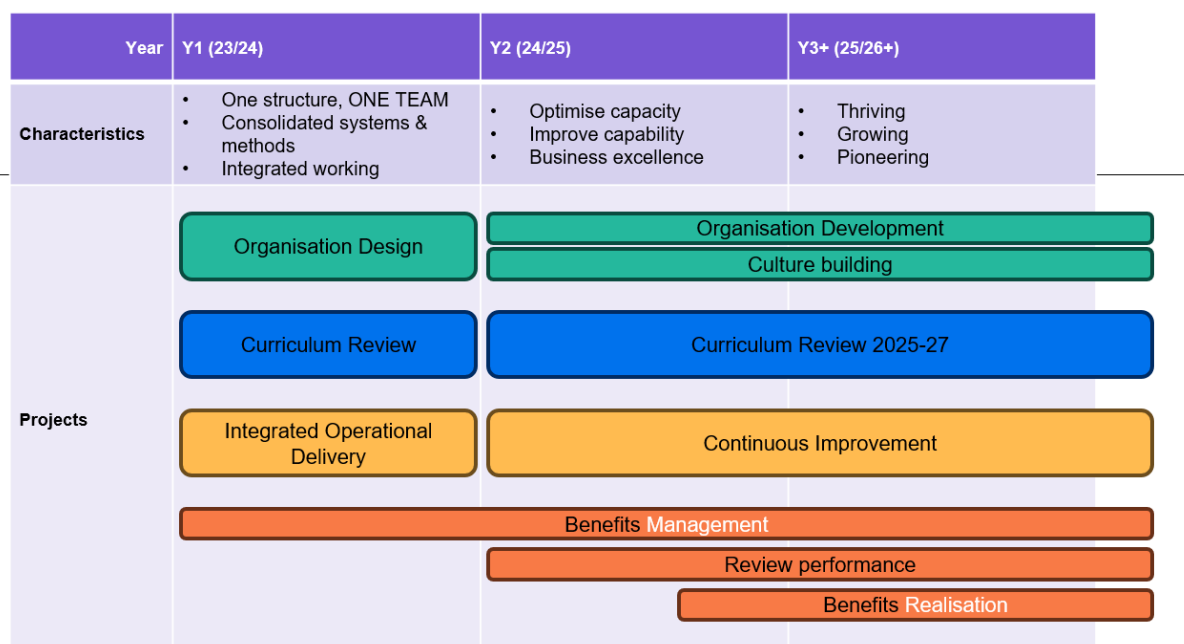 Year
Y1 (23/24)
Y2 (24/25)
Y3+ (25/26+)
Characteristics
• One structure, ONE TEAM
• Consolidated systems &
methods
• Integrated working
• Optimise capacity
• Improve capability
• Business excellence
• Thriving
• Growing
• Pioneering
Projects
Organisation Design
Organisation Development
Culture building
Curriculum Review
Curriculum Review 2025-27
Integrated Operational
Delivery
Continuous Improvement
Benefits Management
Review performance
Benefits Realisation